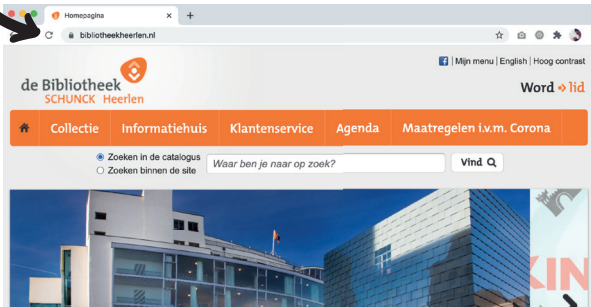 Homepagina
bibliotheekheerlen.nl
Mijn menu | English | Hoog contrast
de Bibliotheek
SCHUNCK Heerlen
Word lid
Collectie Informatiehuis Klantenservice Agenda Maatregelen i.v.m. Corona
Zoeken in de catalogus
Zoeken binnen de site
Waar ben je naar op zoek?
Vind
KIN